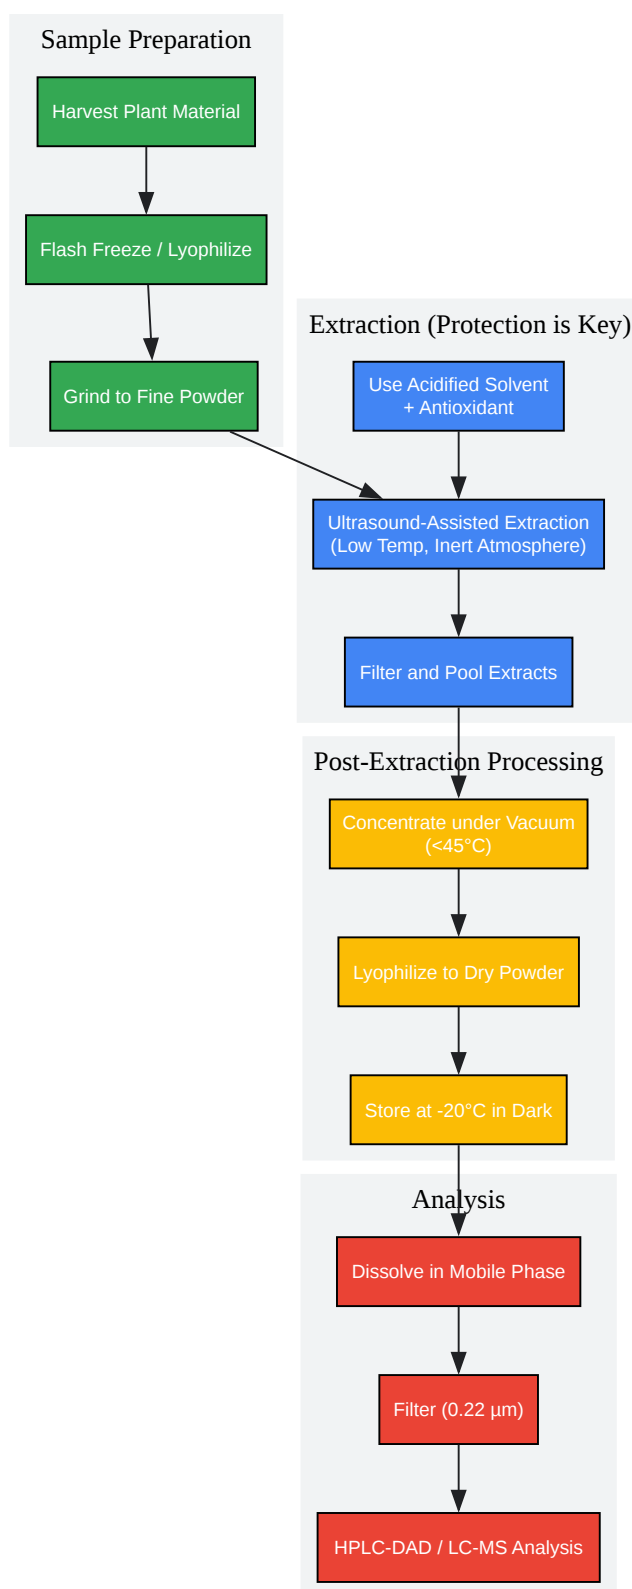 Sample Preparation
Harvest Plant Material
Flash Freeze / Lyophilize
Grind to Fine Powder
Extraction (Protection is Key)
Use Acidified Solvent
+ Antioxidant
Ultrasound-Assisted Extraction
(Low Temp, Inert Atmosphere)
Filter and Pool Extracts
Post-Extraction Processing
Concentrate under Vacuum
(<45°C)
Lyophilize to Dry Powder
Store at -20°C in Dark
Analysis
Dissolve in Mobile Phase
Filter (0.22 µm)
HPLC-DAD / LC-MS Analysis